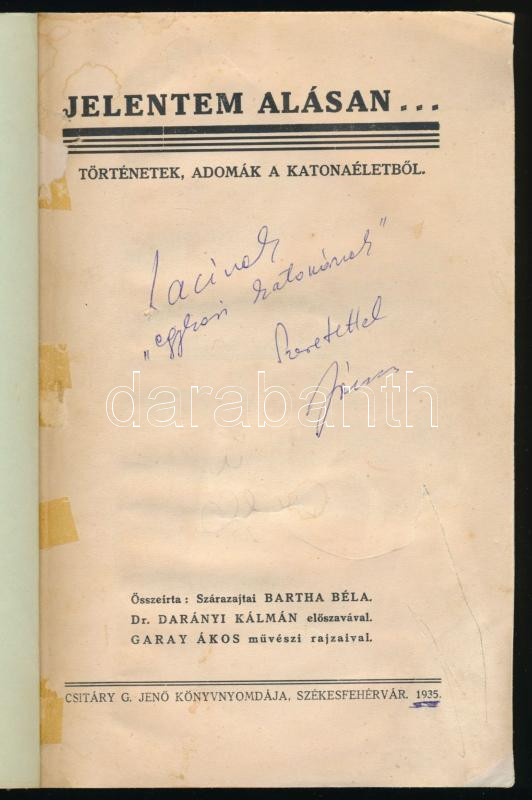 JELENTEM ALÁSAN...
TÖRTÉNETEK, ADOMÁK A KATONAÉLETBŐL.
Lacinak
"egykori katonának"
Szeretettel
darabanth
Összeírta: Szárazajtai BARTHA BÉLA.
Dr. DARÁNYI KÁLMÁN előszavával.
GARAY ÁKOS művészi rajzaival.
CSITÁRY G. JENŐ KÖNYVNYOMDÁJA, SZÉKESFEHÉRVÁR. 1935.